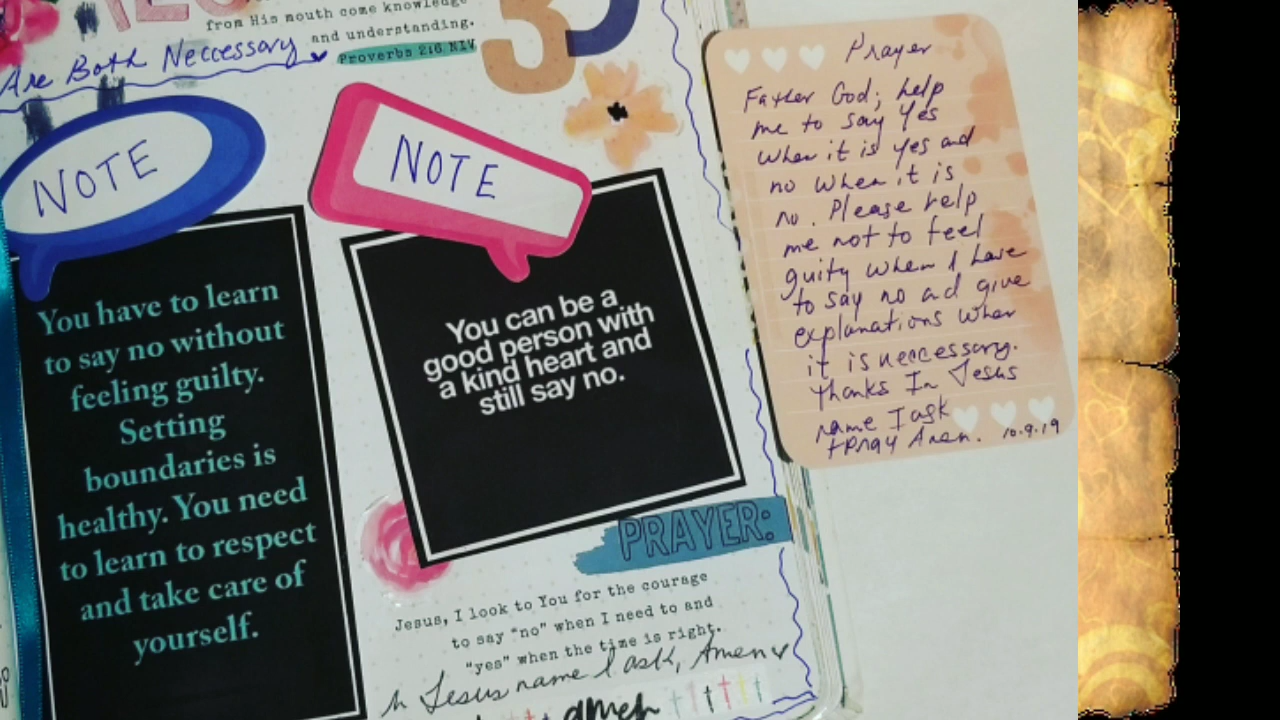 from His mouth come knowledge
and understanding.
Proverbs 2:6 NIV
Are Both Neccessary
3
NOTE
You have to learn
to say no without
feeling guilty.
Setting
boundaries is
healthy. You need
to learn to respect
and take care of
yourself.
NOTE
You can be a
good person with
a kind heart and
still say no.
PRAYER:
Jesus, I look to You for the courage
to say "no" when I need to and
"yes" when the time is right.
In Jesus name I ask, Amen
amen
Prayer
Father God; help
me to say Yes
when it is yes and
no when it is
no. Please help
me not to feel
guity when I have
to say no and give
explanations when
it is neccessary.
Thanks In Jesus
name I ask
+ Pray Amen. 10.9.19